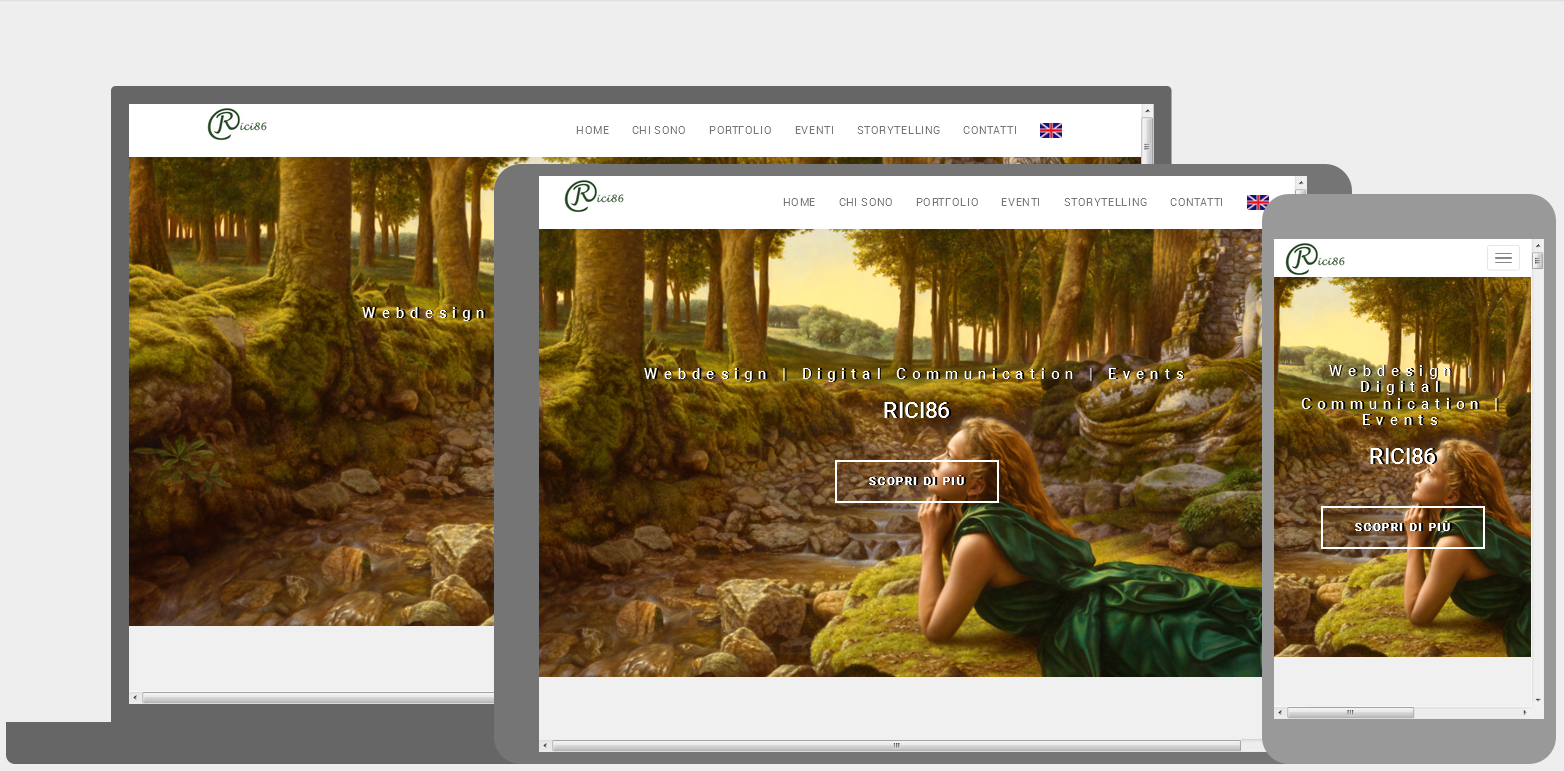 Rici86
HOME CHI SONO PORTFOLIO EVENTI STORYTELLING CONTATTI
Webdesign
Rici86
HOME CHI SONO PORTFOLIO EVENTI STORYTELLING CONTATTI
Webdesign | Digital Communication | Events
RICI86
SCOPRI DI PIÙ
Rici86
Webdesign |
Digital
Communication |
Events
RICI86
SCOPRI DI PIÙ